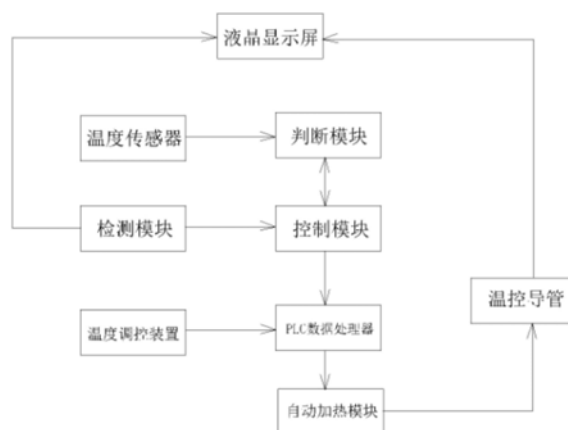 液晶显示屏
温度传感器
判断模块
检测模块
控制模块
温控导管
温度调控装置
PLC数据处理器
自动加热模块